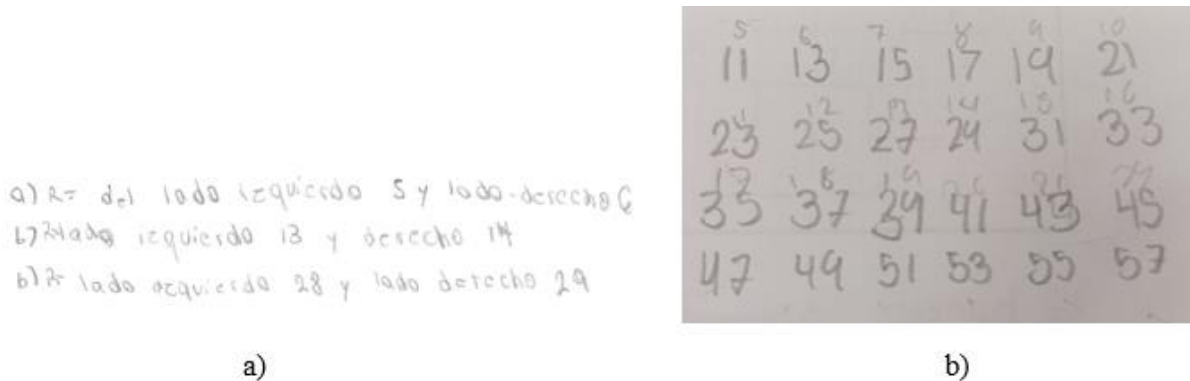 a) R= del lado izquierdo 5 y lado derecho 6
b) R= lado izquierdo 13 y derecho 14
b) R= lado izquierdo 28 y lado derecho 29
5 6 7 8 9 10
11 13 15 17 19 21
11 12 13 14 15 16
23 25 27 29 31 33
17 18 19 20 21 22
35 37 39 41 43 45
47 49 51 53 55 57
a)
b)